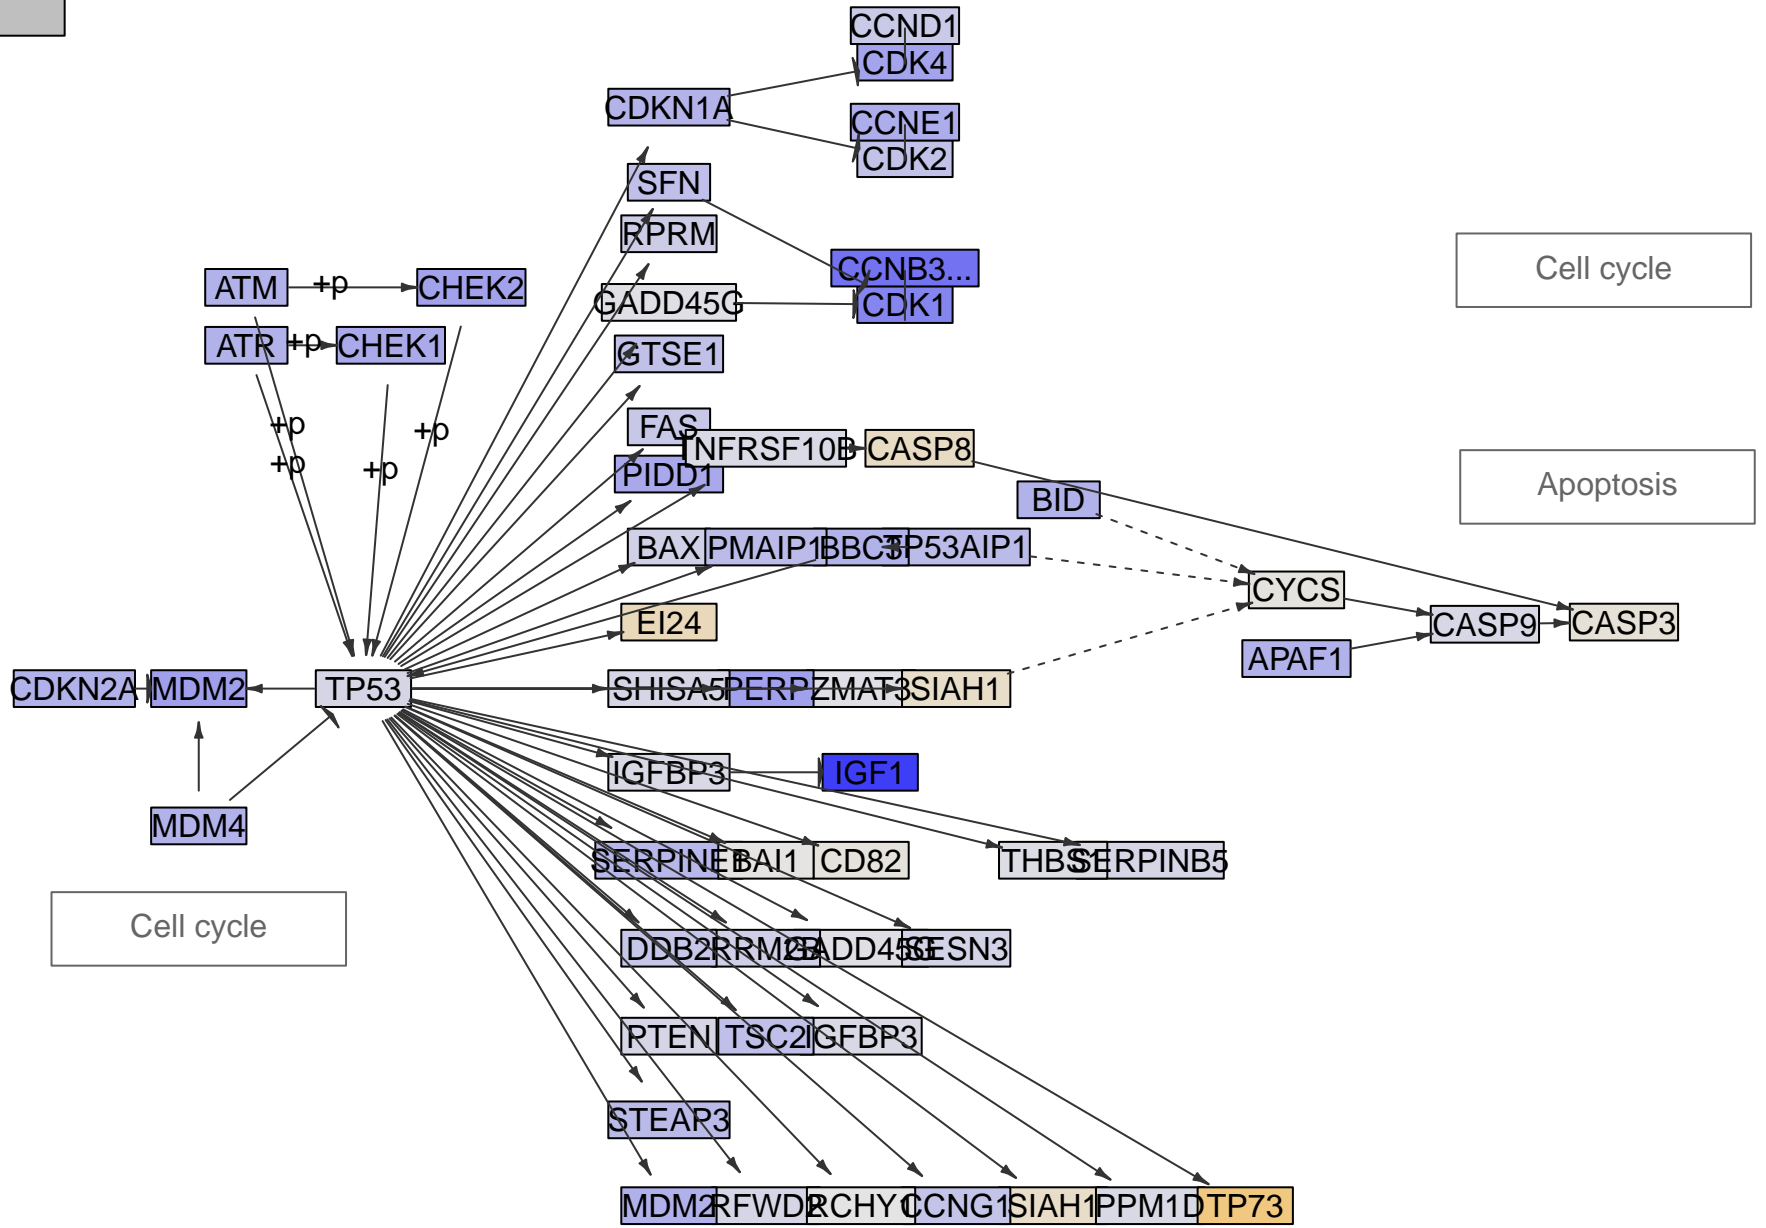 CCND1
CDK4
CDKN1A
CCNE1
CDK2
SFN
RPRM
Cell cycle
CCNB3...
ATM
+p
CHEK2
GADD45G
CDK1
ATR
+p
CHEK1
GTSE1
+p
+p
FAS
TNFRSF10B
CASP8
+p
+p
PIDD1
Apoptosis
BID
BAX
PMAIP1
BBC3
TP53AIP1
CYCS
EI24
CASP9
CASP3
APAF1
CDKN2A
MDM2
TP53
SHISA5
PERP
ZMAT3
SIAH1
IGFBP3
IGF1
MDM4
SERPINE1
BAI1
CD82
THBS1
SERPINB5
Cell cycle
DDB2
RRM2B
GADD45G
SESN3
PTEN
TSC2
IGFBP3
STEAP3
MDM2
RFWD2
RCHY1
CCNG1
SIAH1
PPM1D
TP73